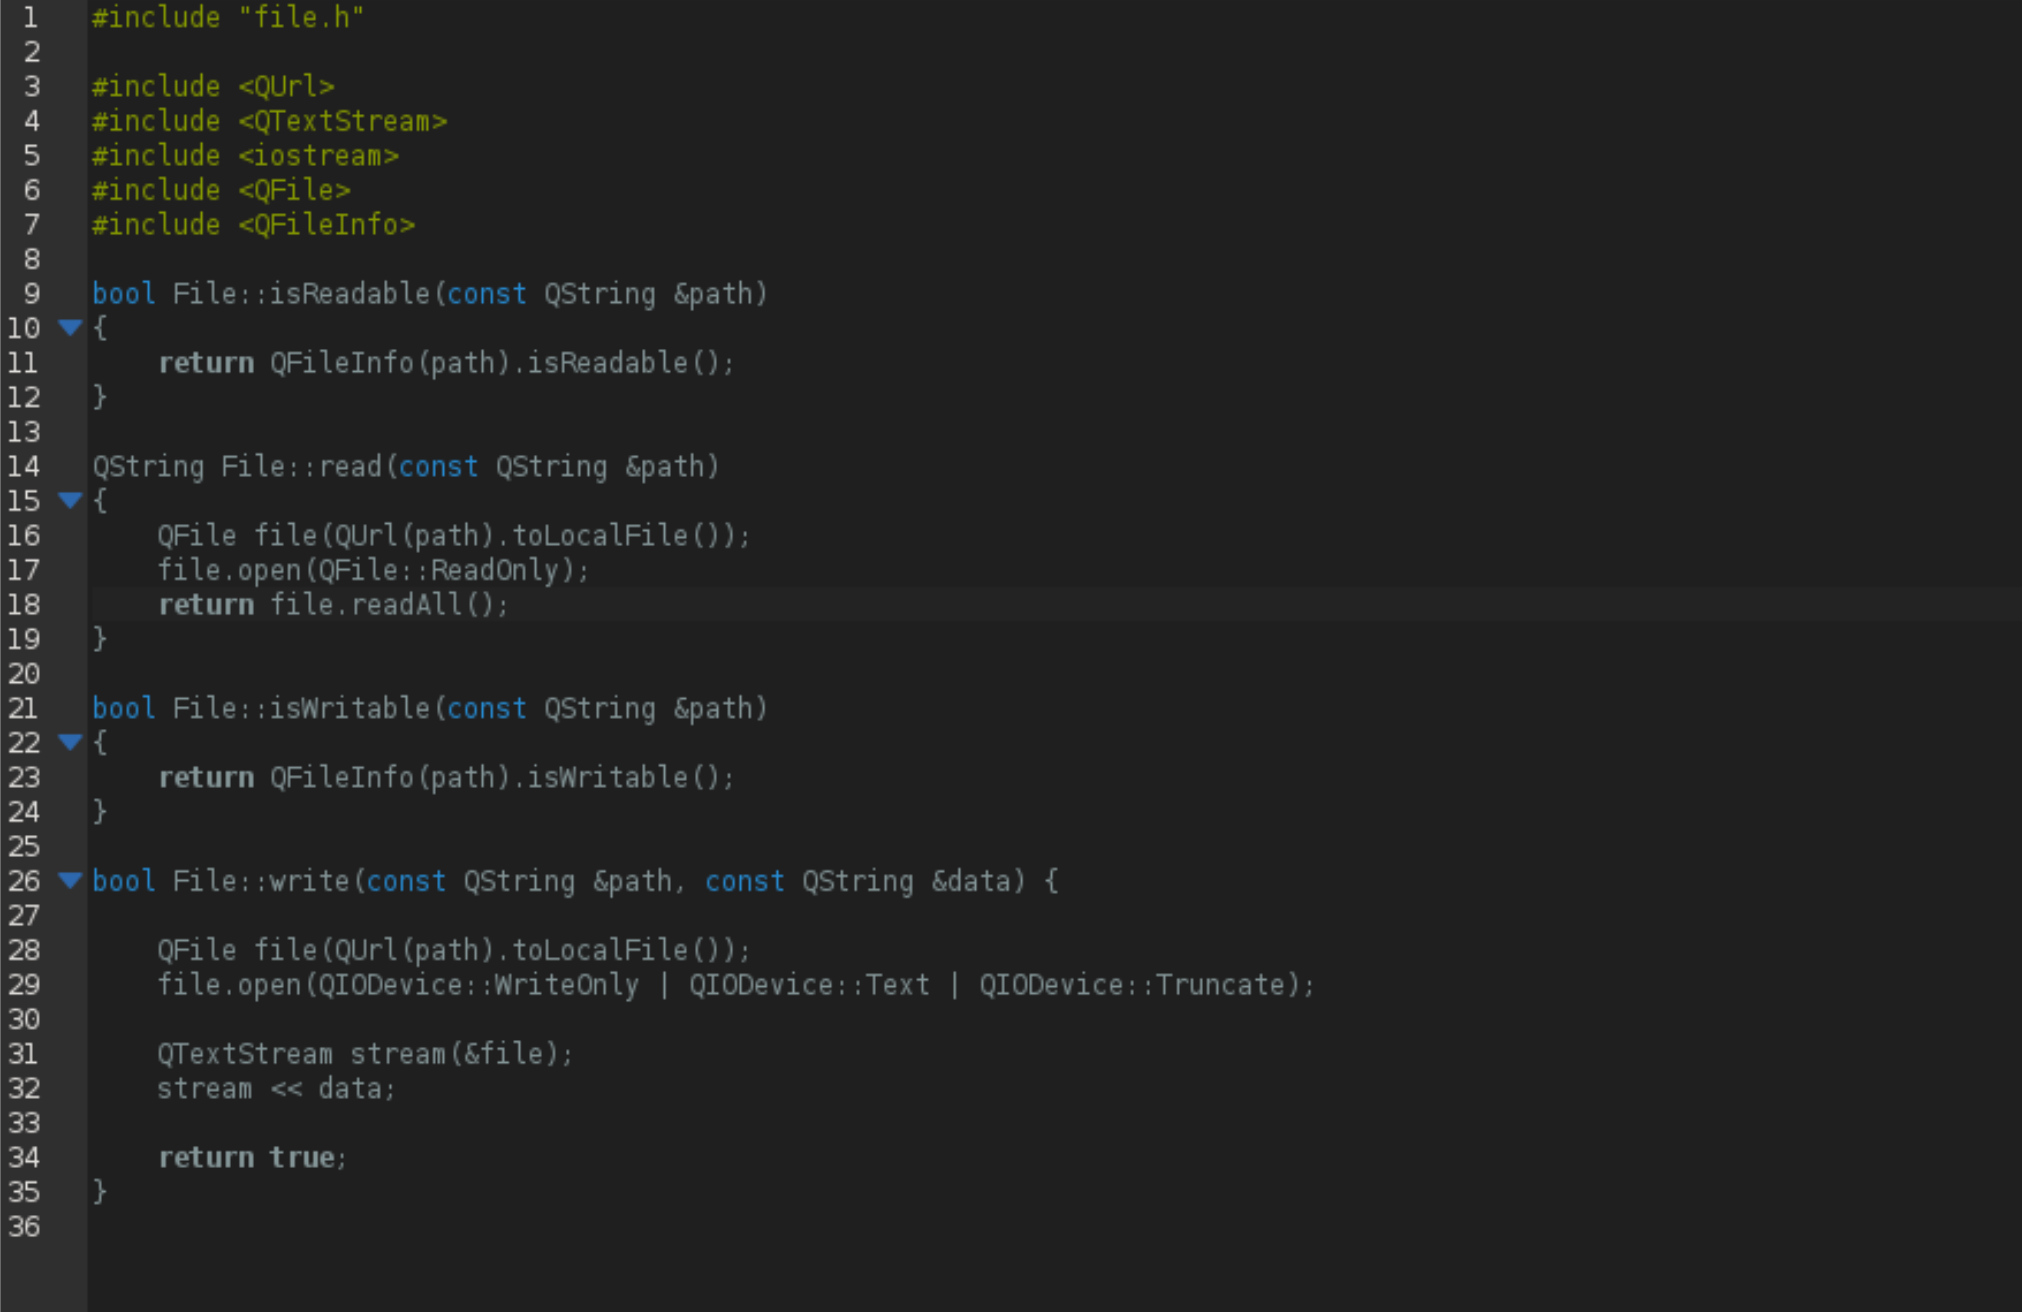 1 #include "file.h"
2
3 #include <QUrl>
4 #include <QTextStream>
5 #include <iostream>
6 #include <QFile>
7 #include <QFileInfo>
8
9 bool File::isReadable(const QString &path)
10 {
11     return QFileInfo(path).isReadable();
12 }
13
14 QString File::read(const QString &path)
15 {
16     QFile file(QUrl(path).toLocalFile());
17     file.open(QFile::ReadOnly);
18     return file.readAll();
19 }
20
21 bool File::isWritable(const QString &path)
22 {
23     return QFileInfo(path).isWritable();
24 }
25
26 bool File::write(const QString &path, const QString &data) {
27
28     QFile file(QUrl(path).toLocalFile());
29     file.open(QIODevice::WriteOnly | QIODevice::Text | QIODevice::Truncate);
30
31     QTextStream stream(&file);
32     stream << data;
33
34     return true;
35 }
36